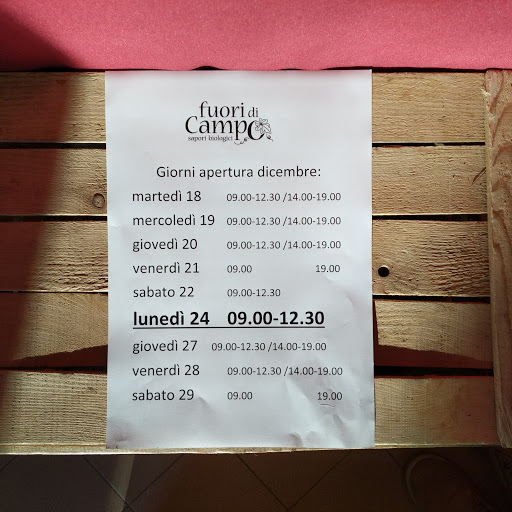 fuori di
Campo
sapori biologici
Giorni apertura dicembre:
martedì 18 09.00-12.30 /14.00-19.00
mercoledì 19 09.00-12.30 /14.00-19.00
giovedì 20 09.00-12.30 /14.00-19.00
venerdì 21 09.00 19.00
sabato 22 09.00-12.30
lunedì 24 09.00-12.30
giovedì 27 09.00-12.30 /14.00-19.00
venerdì 28 09.00-12.30 /14.00-19.00
sabato 29 09.00 19.00